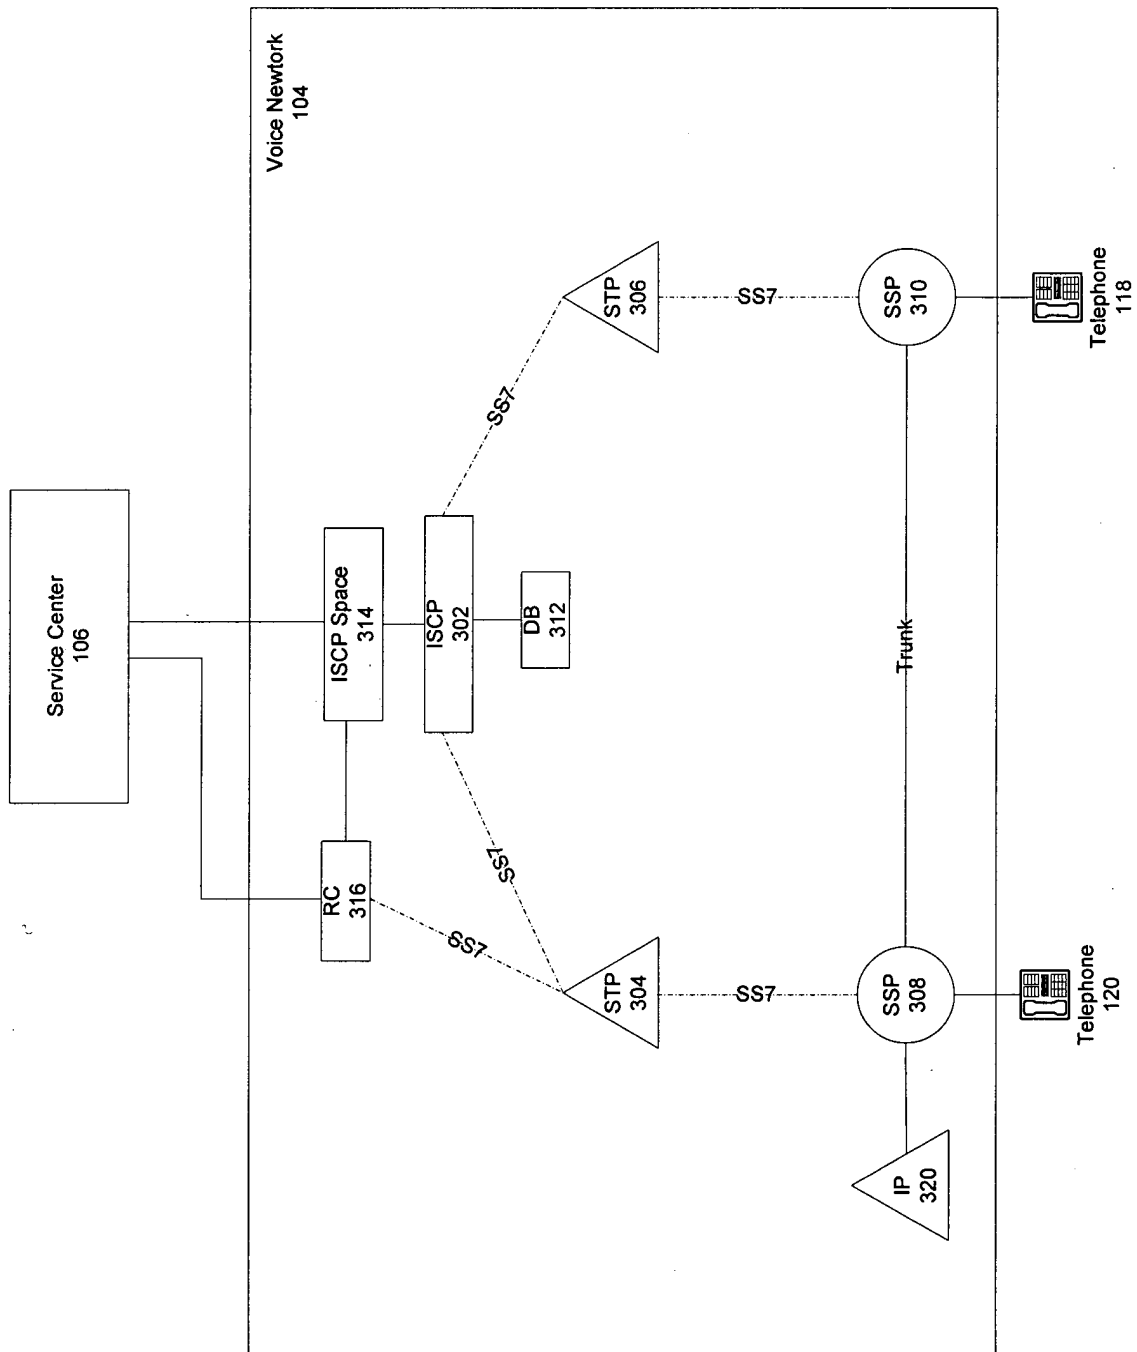 Service Center
106
Voice Newtork
104
RC
316
ISCP Space
314
ISCP
302
DB
312
SS7
SS7
SS7
STP
304
STP
306
SS7
SS7
IP
320
SSP
308
Trunk
SSP
310
Telephone
120
Telephone
118